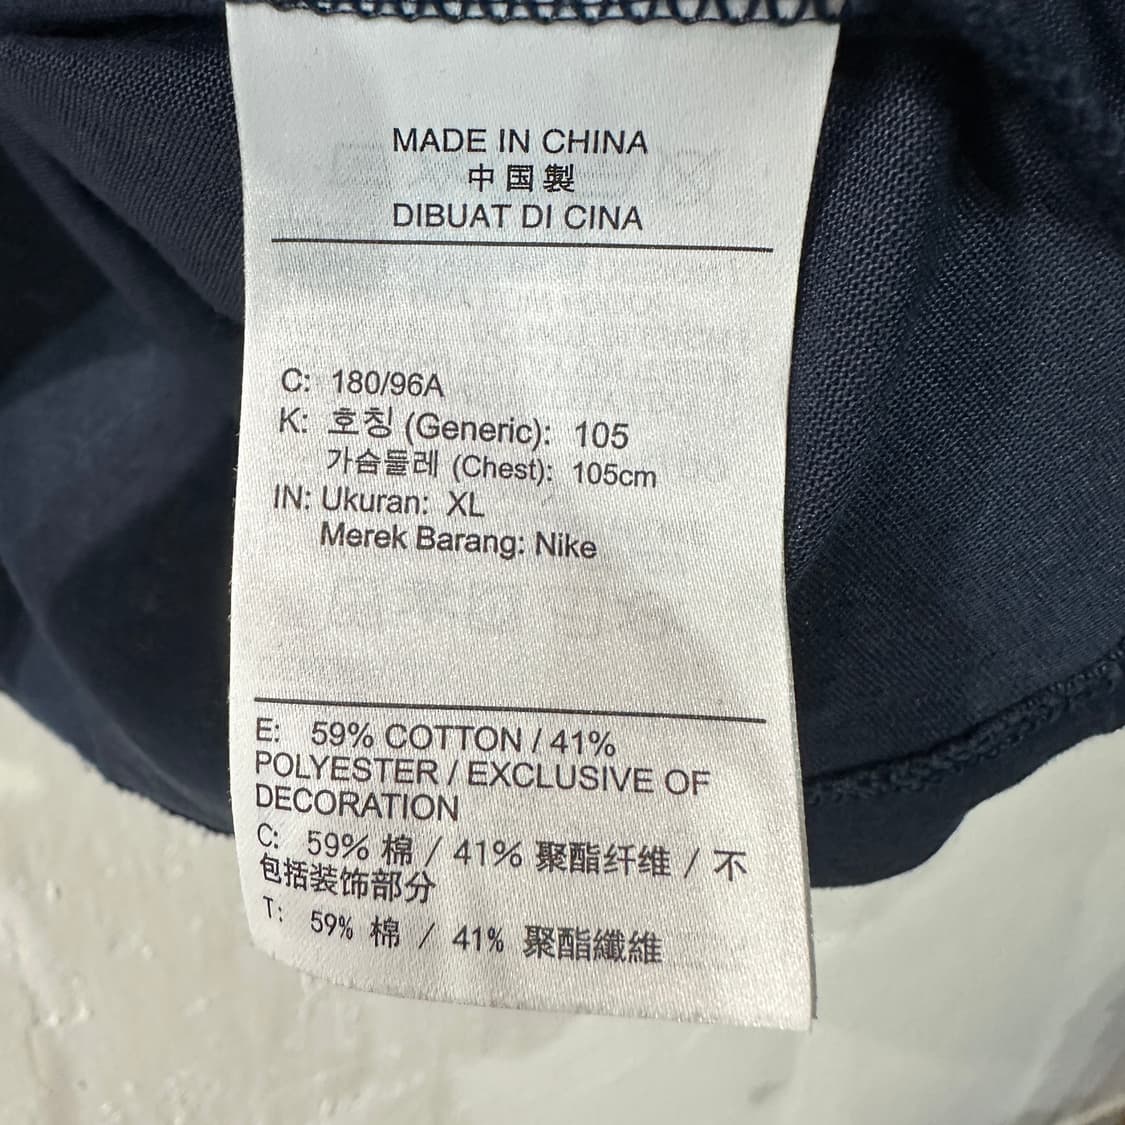 MADE IN CHINA
中国製
DIBUAT DI CINA
C: 180/96A
K: 호칭 (Generic): 105
가슴둘레 (Chest): 105cm
IN: Ukuran: XL
Merek Barang: Nike
E: 59% COTTON / 41%
POLYESTER / EXCLUSIVE OF
DECORATION
C: 59% 棉 / 41% 聚酯纤维 / 不
包括装饰部分
T: 59% 棉 / 41% 聚酯纖維